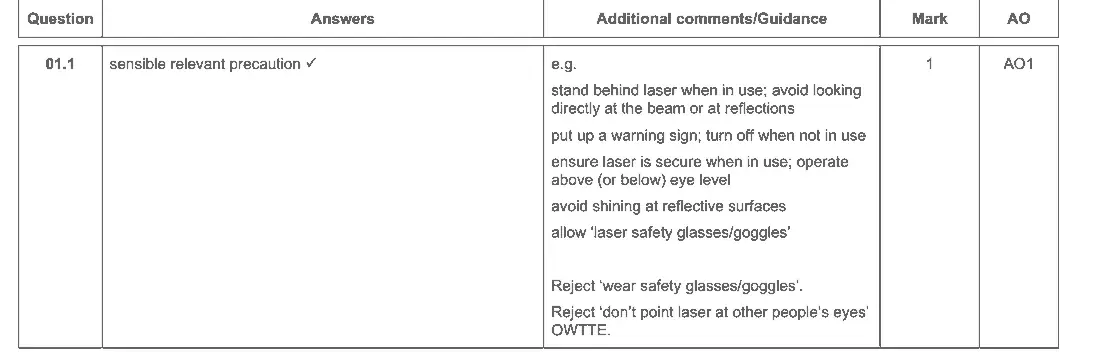 Question Answers Additional comments/Guidance Mark AO
01.1 sensible relevant precaution ✓ e.g. 1 AO1
stand behind laser when in use; avoid looking
directly at the beam or at reflections
put up a warning sign; turn off when not in use
ensure laser is secure when in use; operate
above (or below) eye level
avoid shining at reflective surfaces
allow ‘laser safety glasses/goggles’
Reject ‘wear safety glasses/goggles’.
Reject ‘don’t point laser at other people’s eyes’
OWTTE.